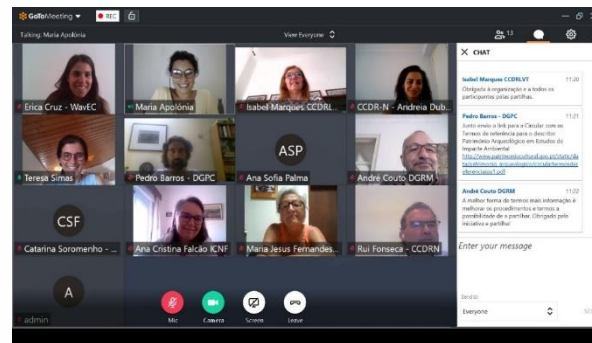 GoToMeeting
REC
Talking: Maria Apolónia
View Everyone
13
CHAT
Erica Cruz - WavEC
Maria Apolónia
Isabel Marques CCDRL...
CCDR-N - Andreia Dub...
Teresa Simas
Pedro Barros - DGPC
ASP
Ana Sofia Palma
André Couto DGRM
CSF
Catarina Soromenho - ...
Ana Cristina Falcão ICNF
Maria Jesus Fernandes...
Rui Fonseca - CCDRN
A
admin
Mic
Camera
Screen
Leave
Isabel Marques CCDRLVT 11:20
Obrigada à organização e a todos os
participantes pelas partilhas.
Pedro Barros - DGPC 11:21
Junto envio o link para a Circular com os
Termos de referência para o descritor
Património Arqueológico em Estudos de
Impacte Ambiental
André Couto DGRM 11:22
A melhor forma de termos mais informação é
melhorar os procedimentos e termos a
possibilidade de a partilhar. Obrigado pela
iniciativa e partilha!
Enter your message
Send to:
Everyone